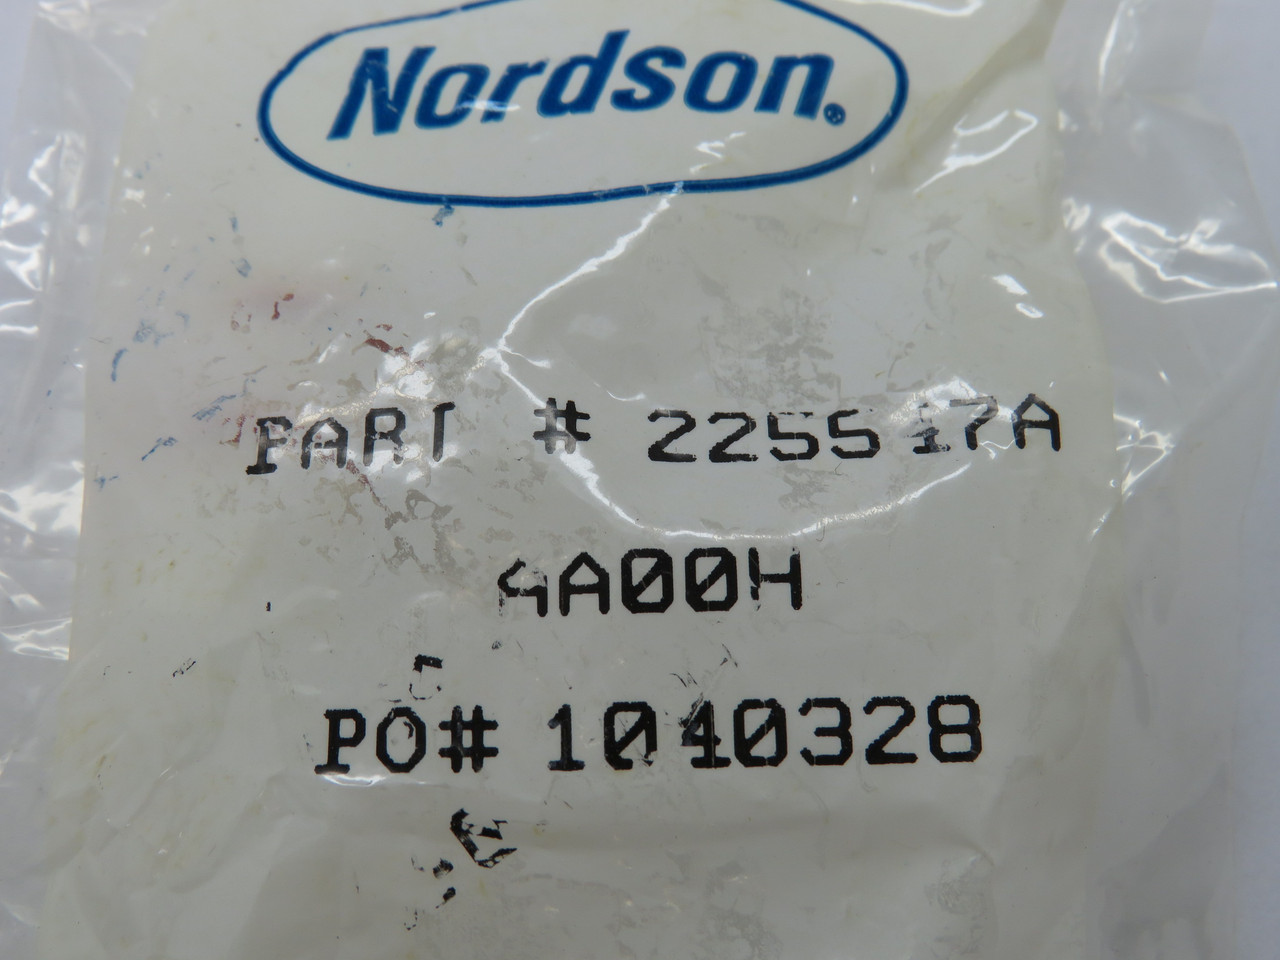 Nordson®
PART # 225517A
4A00H
PO# 1040328